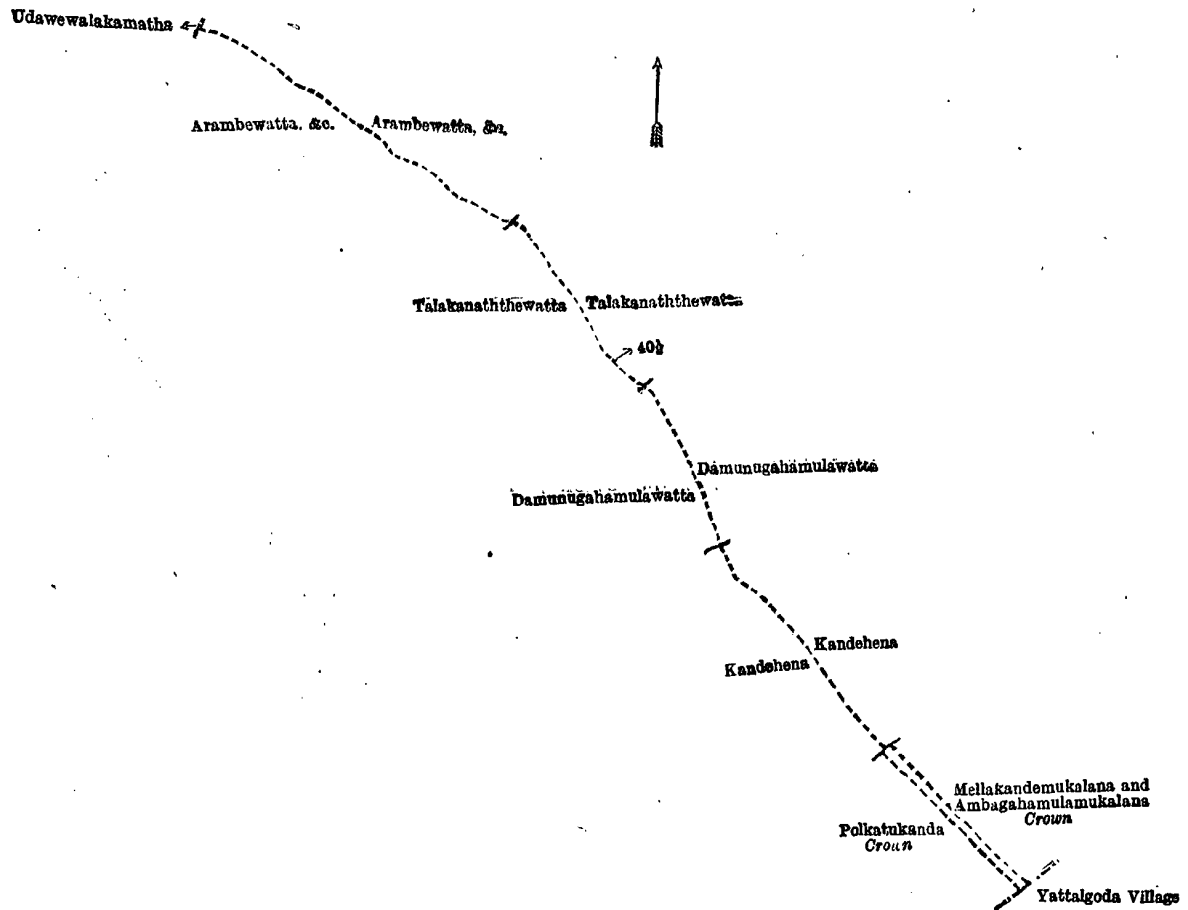 Udawewalakamatha
Arambewatta, &c.
Arambewatta, &c.
Talakanaththewatta
Talakanaththewatta
40½
Damunugahamulawatta
Damunugahamulawatta
Kandehena
Kandehena
Mellakandemukalana and
Ambagahamulamukalana
Crown
Polkatukanda
Crown
Yattalgoda Village